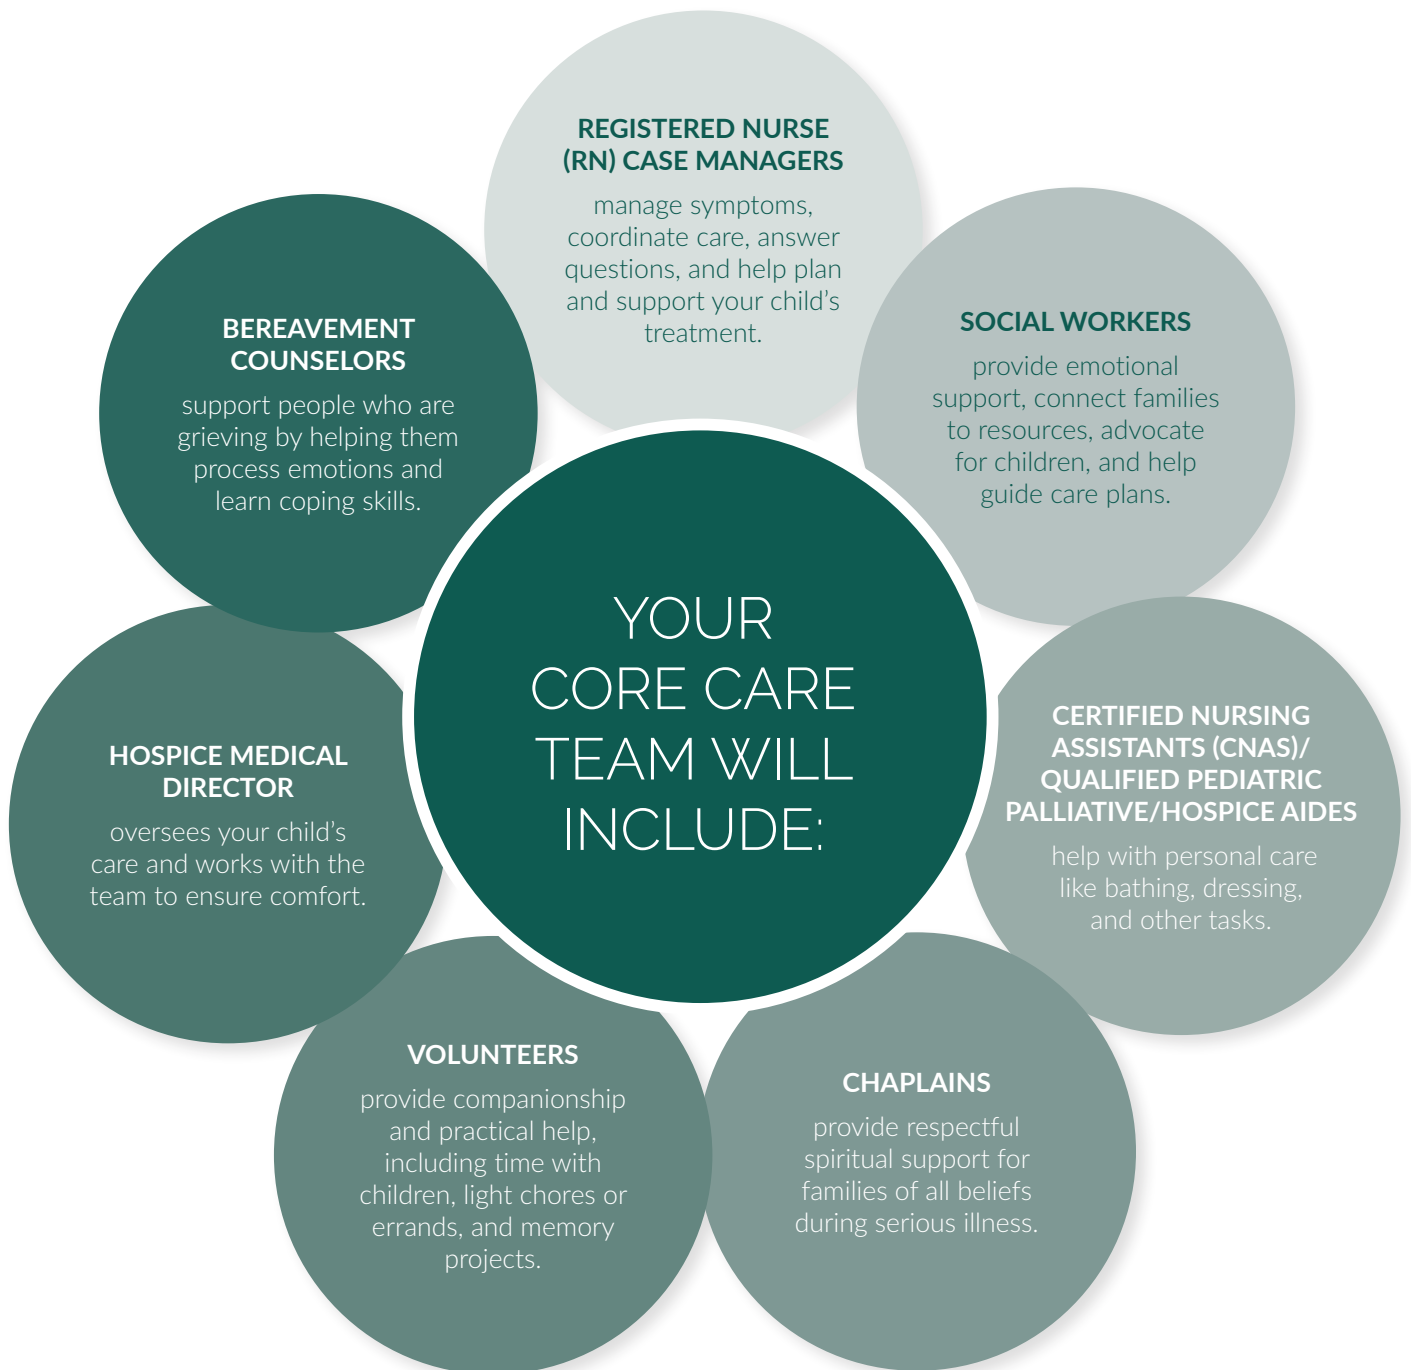 YOUR
CORE CARE
TEAM WILL
INCLUDE:
REGISTERED NURSE
(RN) CASE MANAGERS
manage symptoms,
coordinate care, answer
questions, and help plan
and support your child’s
treatment.
SOCIAL WORKERS
provide emotional
support, connect families
to resources, advocate
for children, and help
guide care plans.
CERTIFIED NURSING
ASSISTANTS (CNAS)/
QUALIFIED PEDIATRIC
PALLIATIVE/HOSPICE AIDES
help with personal care
like bathing, dressing,
and other tasks.
CHAPLAINS
provide respectful
spiritual support for
families of all beliefs
during serious illness.
VOLUNTEERS
provide companionship
and practical help,
including time with
children, light chores or
errands, and memory
projects.
HOSPICE MEDICAL
DIRECTOR
oversees your child’s
care and works with the
team to ensure comfort.
BEREAVEMENT
COUNSELORS
support people who are
grieving by helping them
process emotions and
learn coping skills.